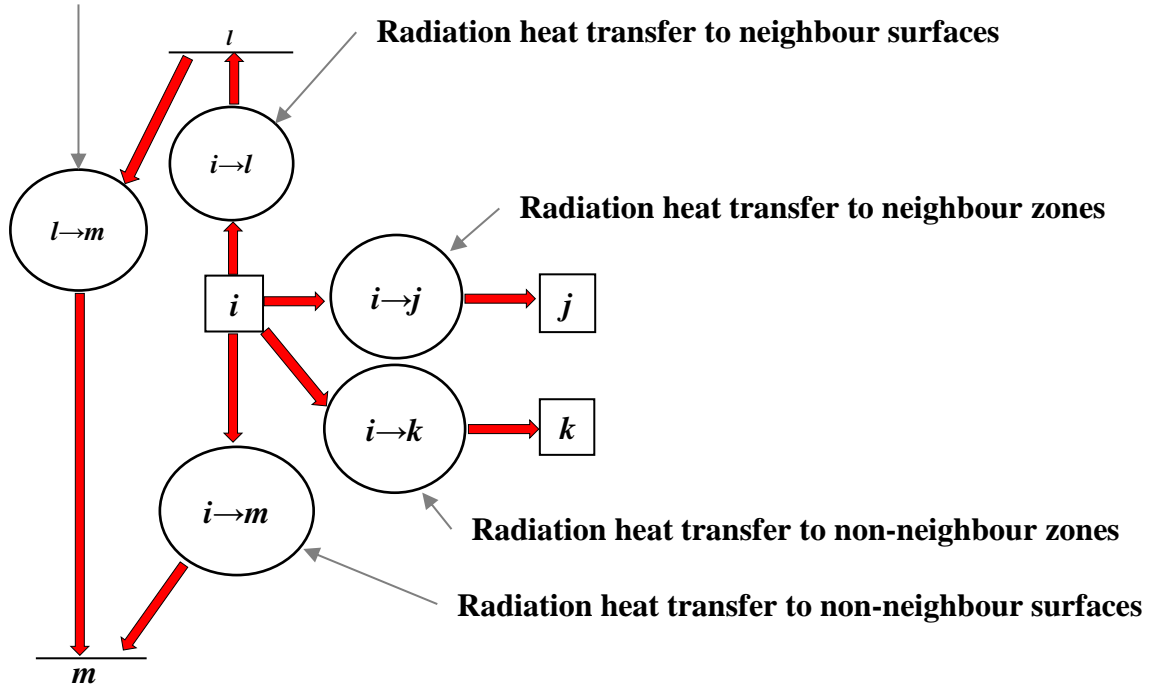 l
Radiation heat transfer to neighbour surfaces
i→l
Radiation heat transfer to neighbour zones
l→m
i
i→j
j
i→k
k
i→m
Radiation heat transfer to non-neighbour zones
Radiation heat transfer to non-neighbour surfaces
m